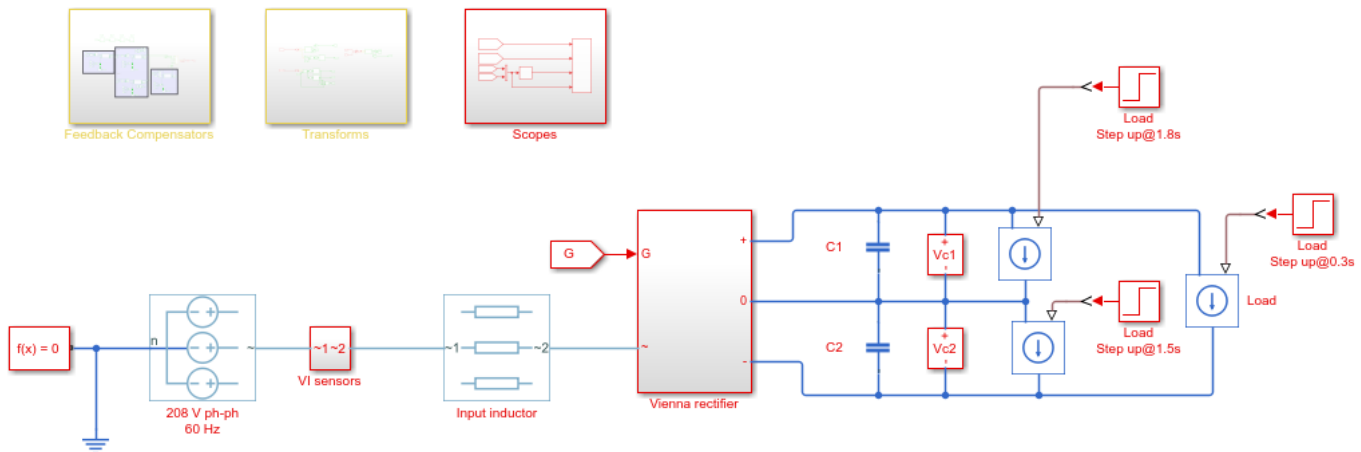 Feedback Compensators
Transforms
Scopes
Load
Step up@1.8s
Load
Step up@0.3s
G
G
+
0
-
~
Vienna rectifier
C1
C2
+
Vc1
-
+
Vc2
-
Load
Step up@1.5s
Load
f(x) = 0
n
~
208 V ph-ph
60 Hz
~1 ~2
VI sensors
~1
~2
Input inductor